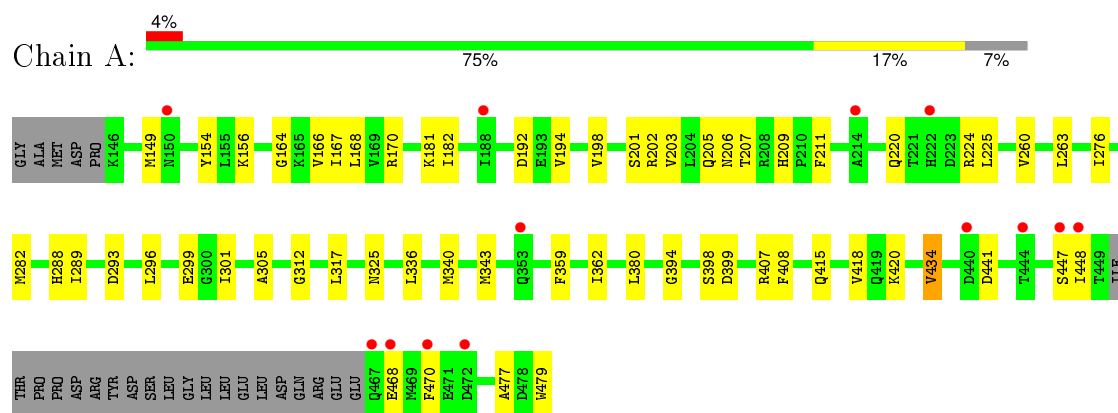 4%
Chain A:
75% 17% 7%
GLY ALA MET ASP PRO K146 M149 N150 Y154 L155 K156 G164 K165 V166 I167 L168 V169 R170 K181 I182 I188 D192 E193 V194 V198 S201 R202 V203 L204 Q205 N206 T207 R208 H209 P210 F211 A214 Q220 T221 H222 D223 R224 L225 V260 L263 I276
M282 H288 I289 D293 L296 E299 G300 I301 A305 G312 L317 N325 L336 M340 M343 Q353 F359 I362 L380 G394 S398 D399 R407 F408 Q415 V418 Q419 K420 V434 D440 D441 T444 S447 I448 T449 ILE
THR PRO PRO ASP ARG TYR ASP SER LEU GLY LEU LEU GLU LEU ASP GLN ARG GLU GLU Q467 E468 M469 F470 E471 D472 A477 D478 W479